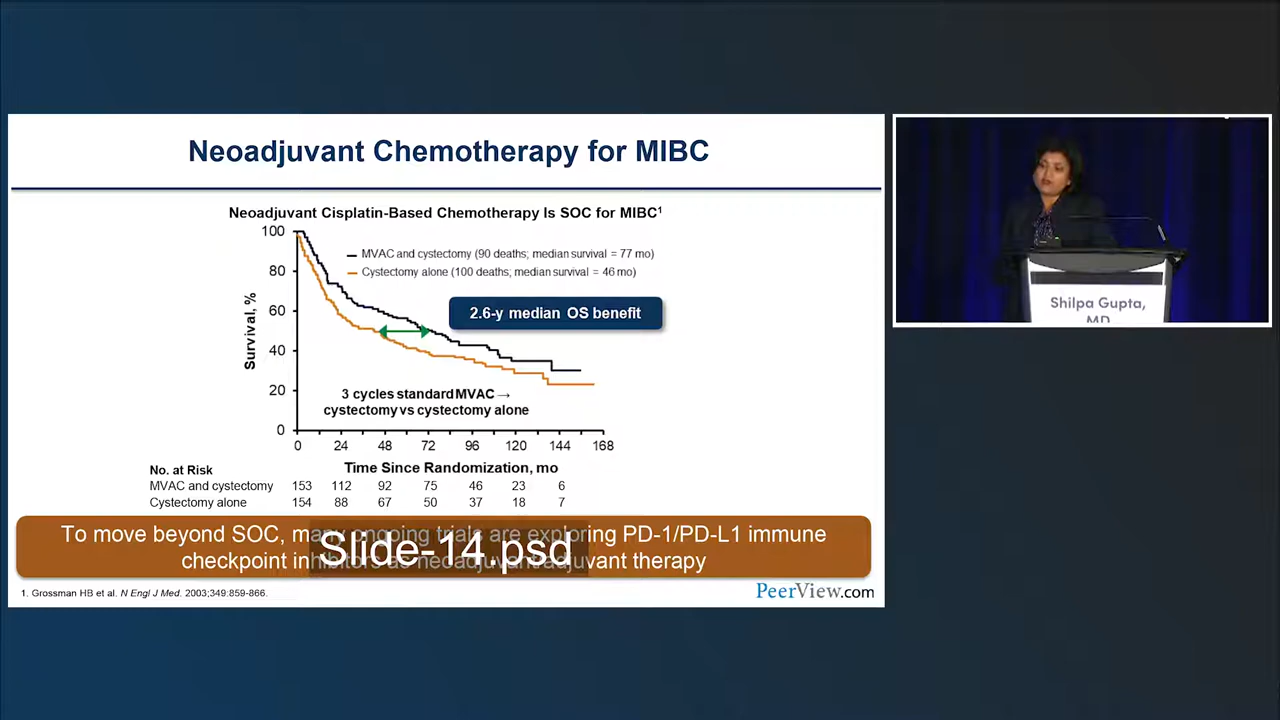 Neoadjuvant Chemotherapy for MIBC
Neoadjuvant Cisplatin-Based Chemotherapy Is SOC for MIBC¹
100
80
60
40
20
0
Survival, %
MVAC and cystectomy (90 deaths; median survival = 77 mo)
Cystectomy alone (100 deaths; median survival = 46 mo)
2.6-y median OS benefit
3 cycles standard MVAC →
cystectomy vs cystectomy alone
0 24 48 72 96 120 144 168
Time Since Randomization, mo
No. at Risk
MVAC and cystectomy 153 112 92 75 46 23 6
Cystectomy alone 154 88 67 50 37 18 7
To move beyond SOC, many ongoing trials are exploring PD-1/PD-L1 immune
checkpoint inhibitors as neoadjuvant/adjuvant therapy
Slide-14.psd
1. Grossman HB et al. N Engl J Med. 2003;349:859-866.
PeerView.com
Shilpa Gupta,
MD